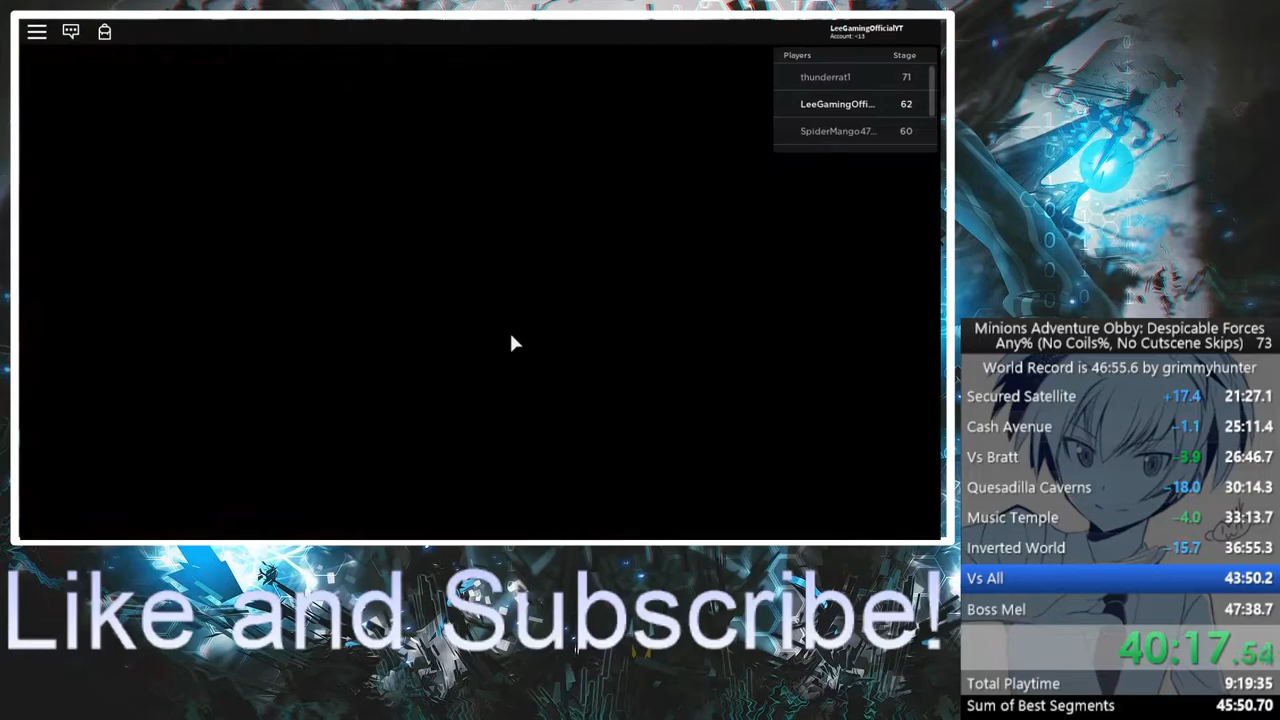 LeeGamingOfficialYT
Account: <13
Players Stage
thunderrat1 71
LeeGamingOffi... 62
SpiderMango47... 60
Minions Adventure Obby: Despicable Forces
Any% (No Coils%, No Cutscene Skips) 73
World Record is 46:55.6 by grimmyhunter
Secured Satellite +17.4 21:27.1
Cash Avenue −1.1 25:11.4
Vs Bratt −3.9 26:46.7
Quesadilla Caverns −18.0 30:14.3
Music Temple −4.0 33:13.7
Inverted World −15.7 36:55.3
Vs All 43:50.2
Boss Mel 47:38.7
40:17.54
Total Playtime 9:19:35
Sum of Best Segments 45:50.70
Like and Subscribe!